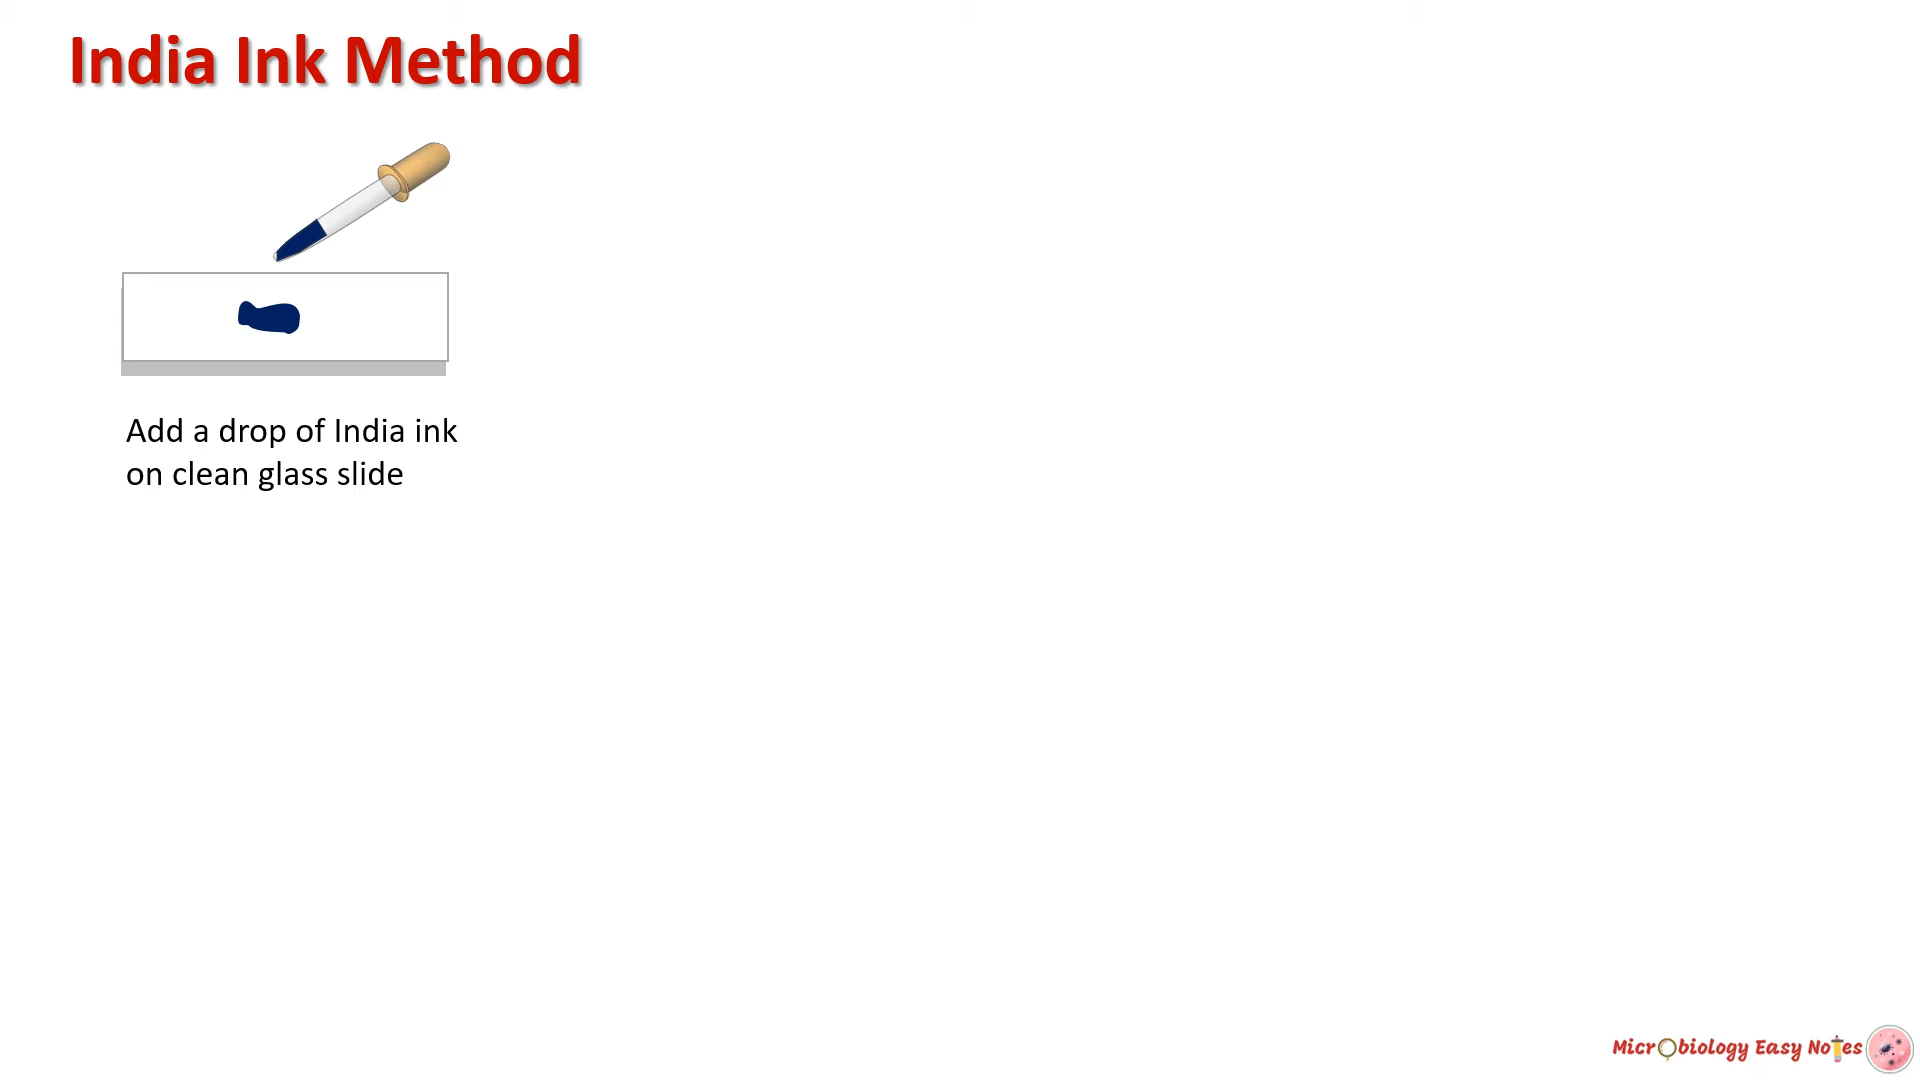 India Ink Method
Add a drop of India ink
on clean glass slide
Microbiology Easy Notes